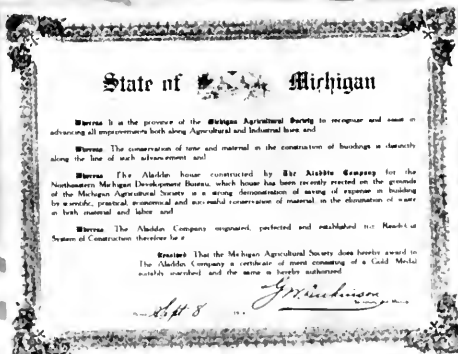 State of Michigan
Whereas It is the province of the Michigan Agricultural Society to recognize and assist in
advancing all improvements both along Agricultural and Industrial lines and
Whereas The conservation of time and material in the construction of buildings is distinctly
along the line of such advancement and
Whereas The Aladdin house constructed by The Aladdin Company for the
Northeastern Michigan Development Bureau, which house has been recently erected on the grounds
of the Michigan Agricultural Society is a strong demonstration of saving of expense in building
by scientific, practical, economical and successful conservation of material, in the elimination of waste
in both material and labor and
Whereas The Aladdin Company originated, perfected and established the Readi-Cut
System of Construction therefore be it
Resolved That the Michigan Agricultural Society does hereby award to
The Aladdin Company a certificate of merit consisting of a Gold Medal
suitably inscribed and the same is hereby authorized
Sept 8